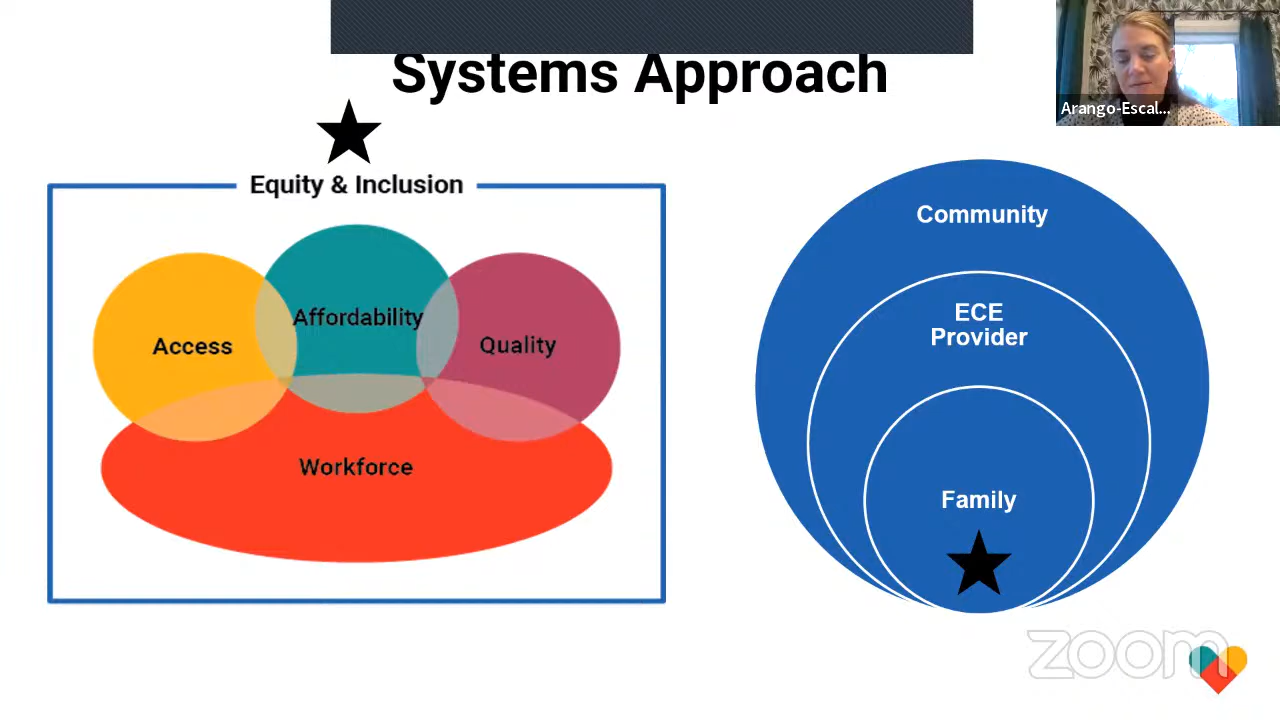 Systems Approach
Arango-Escal...
Equity & Inclusion
Access
Affordability
Quality
Workforce
Community
ECE
Provider
Family
zoom